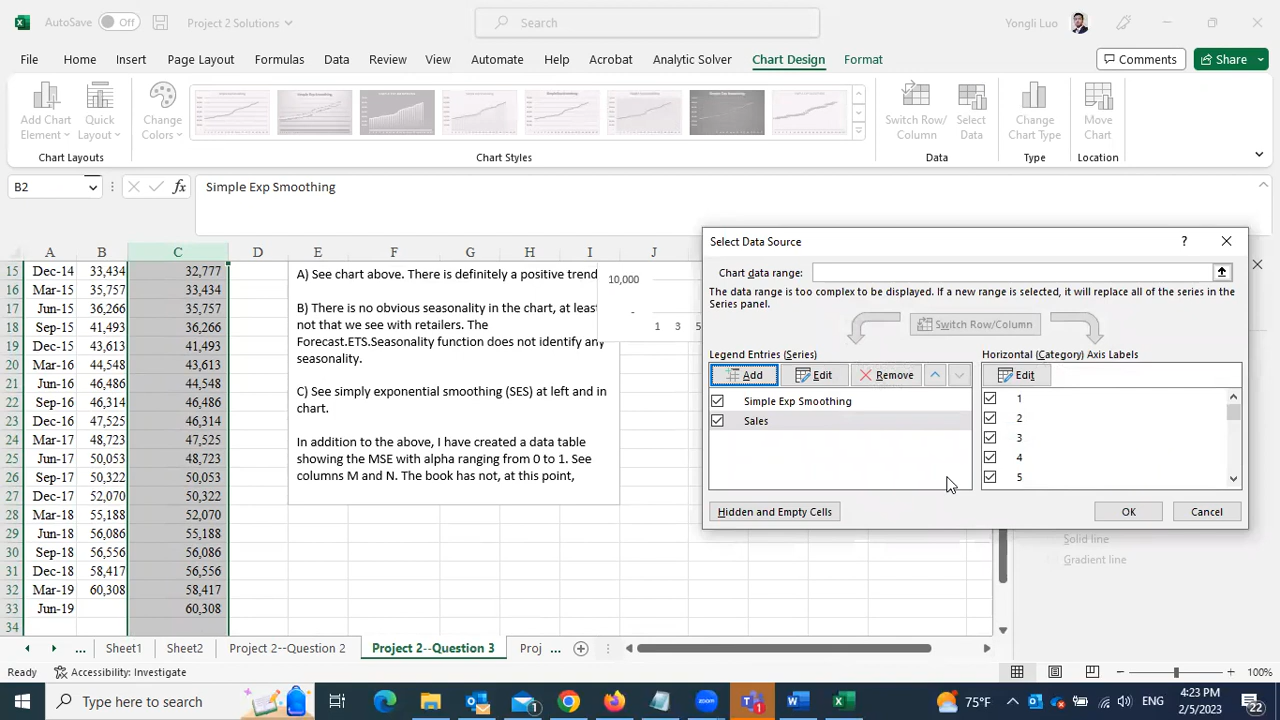 AutoSave Off Project 2 Solutions Search Yongli Luo
File Home Insert Page Layout Formulas Data View Automate Help Acrobat Analytic Solver Chart Design Format Comments Share
Add Chart Element Quick Layout Change Colors Switch Row/Column Select Data Change Chart Type Move Chart
Chart Layouts Chart Styles Data Type Location
B2 fx Simple Exp Smoothing
A B C D E F G H I J
15 Dec-14 33,434 32,777
16 Mar-15 35,757 33,434
17 Jun-15 36,266 35,757
18 Sep-15 41,493 36,266
19 Dec-15 43,613 41,493
20 Mar-16 44,548 43,613
21 Jun-16 46,486 44,548
22 Sep-16 46,314 46,486
23 Dec-16 47,525 46,314
24 Mar-17 48,723 47,525
25 Jun-17 50,053 48,723
26 Sep-17 50,322 50,053
27 Dec-17 52,070 50,322
28 Mar-18 55,188 52,070
29 Jun-18 56,086 55,188
30 Sep-18 56,556 56,086
31 Dec-18 58,417 56,556
32 Mar-19 60,308 58,417
33 Jun-19 60,308
34
A) See chart above. There is definitely a positive trend
B) There is no obvious seasonality in the chart, at least
not that we see with retailers. The
Forecast.ETS.Seasonality function does not identify any
seasonality.
C) See simply exponential smoothing (SES) at left and in
chart.
In addition to the above, I have created a data table
showing the MSE with alpha ranging from 0 to 1. See
columns M and N. The book has not, at this point,
10,000
-
1 3 5
Select Data Source ?
Chart data range:
The data range is too complex to be displayed. If a new range is selected, it will replace all of the series in the
Series panel.
Switch Row/Column
Legend Entries (Series) Horizontal (Category) Axis Labels
Add Edit Remove Edit
Simple Exp Smoothing
Sales
1
2
3
4
5
Hidden and Empty Cells OK Cancel
Solid line
Gradient line
... Sheet1 Sheet2 Project 2--Question 2 Project 2--Question 3 Proj ...
Ready Accessibility: Investigate 100%
Type here to search 75°F ENG 4:23 PM
2/5/2023 22